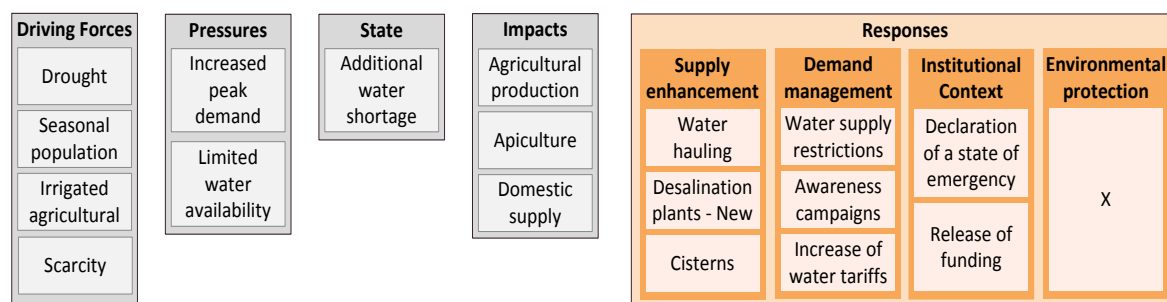 Driving Forces
Drought
Seasonal
population
Irrigated
agricultural
Scarcity
Pressures
Increased
peak
demand
Limited
water
availability
State
Additional
water
shortage
Impacts
Agricultural
production
Apiculture
Domestic
supply
Responses
Supply
enhancement
Water
hauling
Desalination
plants - New
Cisterns
Demand
management
Water supply
restrictions
Awareness
campaigns
Increase of
water tariffs
Institutional
Context
Declaration
of a state of
emergency
Release of
funding
Environmental
protection
X